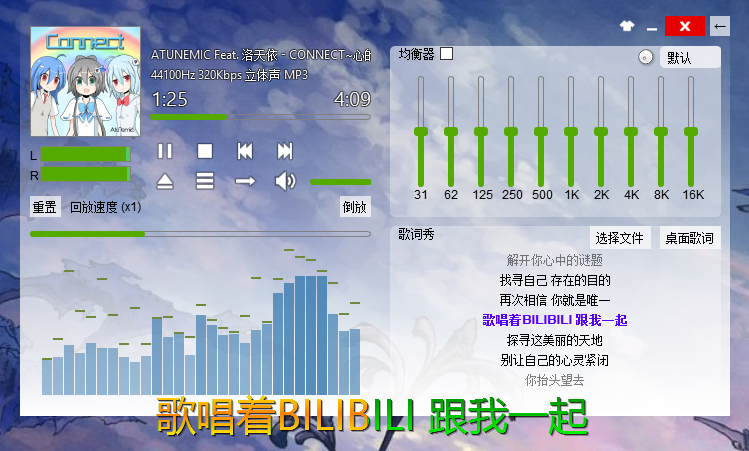 Connect
AtuTemic
ATUNEMIC Feat. 洛天依 - CONNECT~心的
44100Hz 320Kbps 立体声 MP3
1:25 4:09
L
R
重置 回放速度 (x1) 倒放
均衡器 默认
31 62 125 250 500 1K 2K 4K 8K 16K
歌词秀 选择文件 桌面歌词
解开你心中的谜题
找寻自己 存在的目的
再次相信 你就是唯一
歌唱着BILIBILI 跟我一起
探寻这美丽的天地
别让自己的心灵紧闭
你抬头望去
歌唱着BILIBILI 跟我一起